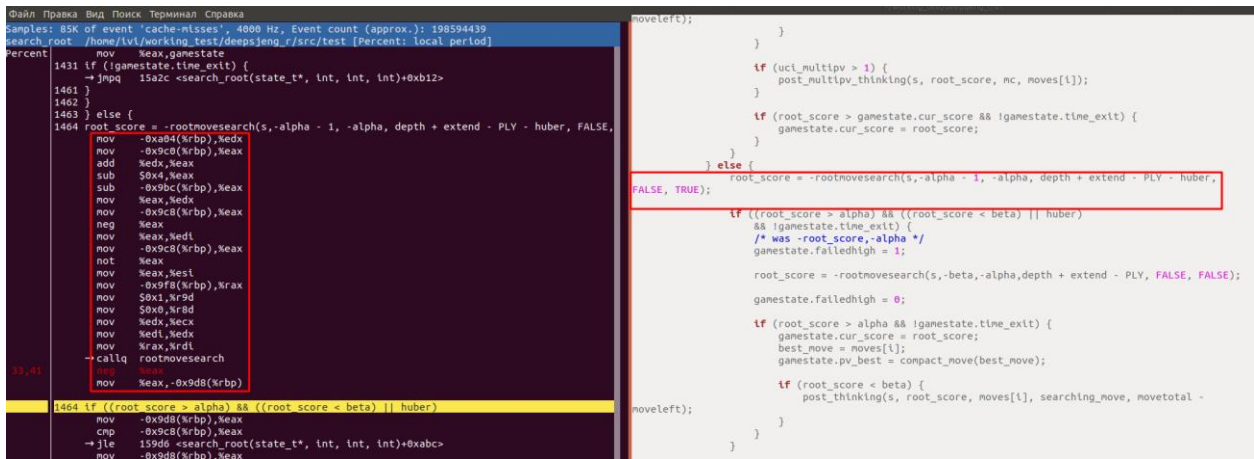 Файл Правка Вид Поиск Терминал Справка
Samples: 85K of event 'cache-misses', 4000 Hz, Event count (approx.): 198594439
search_root /home/ivi/working_test/deepsjeng_r/src/test [Percent: local period]
Percent mov %eax,gamestate
1431 if (!gamestate.time_exit) {
→ jmpq 15a2c <search_root(state_t*, int, int, int)+0xb12>
1461 }
1462 }
1463 } else {
1464 root_score = -rootmovesearch(s,-alpha - 1, -alpha, depth + extend - PLY - huber, FALSE,
mov -0xa04(%rbp),%edx
mov -0x9c0(%rbp),%eax
add %edx,%eax
sub $0x4,%eax
sub -0x9bc(%rbp),%eax
mov %eax,%edx
mov -0x9c8(%rbp),%eax
neg %eax
mov %eax,%edi
mov -0x9c8(%rbp),%eax
not %eax
mov %eax,%esi
mov -0x9f8(%rbp),%rax
mov $0x1,%r9d
mov $0x0,%r8d
mov %edx,%ecx
mov %edi,%edx
mov %rax,%rdi
→ callq rootmovesearch
33,41 neg %eax
mov %eax,-0x9d8(%rbp)
1464 if ((root_score > alpha) && ((root_score < beta) || huber)
mov -0x9d8(%rbp),%eax
cmp -0x9c8(%rbp),%eax
→ jle 159d6 <search_root(state_t*, int, int, int)+0xabc>
mov -0x9d8(%rbp),%eax
moveleft);
}
}
if (uci_multipv > 1) {
post_multipv_thinking(s, root_score, mc, moves[i]);
}
if (root_score > gamestate.cur_score && !gamestate.time_exit) {
gamestate.cur_score = root_score;
}
}
} else {
root_score = -rootmovesearch(s,-alpha - 1, -alpha, depth + extend - PLY - huber,
FALSE, TRUE);
if ((root_score > alpha) && ((root_score < beta) || huber)
&& !gamestate.time_exit) {
/* was -root_score,-alpha */
gamestate.failedhigh = 1;
root_score = -rootmovesearch(s,-beta,-alpha,depth + extend - PLY, FALSE, FALSE);
gamestate.failedhigh = 0;
if (root_score > alpha && !gamestate.time_exit) {
gamestate.cur_score = root_score;
best_move = moves[i];
gamestate.pv_best = compact_move(best_move);
if (root_score < beta) {
post_thinking(s, root_score, moves[i], searching_move, movetotal -
moveleft);
}
}
}